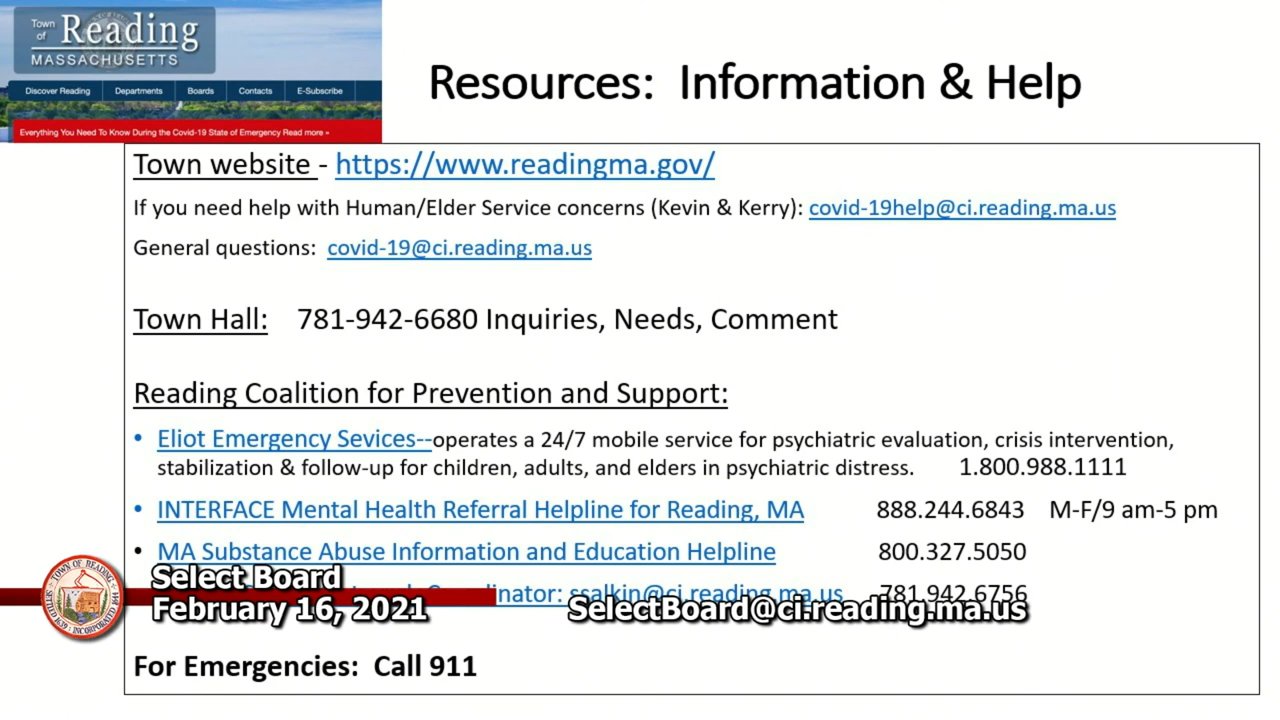 Town
of Reading
MASSACHUSETTS
Discover Reading Departments Boards Contacts E-Subscribe
Everything You Need To Know During the Covid-19 State of Emergency Read more »
Resources: Information & Help
Town website - https://www.readingma.gov/
If you need help with Human/Elder Service concerns (Kevin & Kerry): covid-19help@ci.reading.ma.us
General questions: covid-19@ci.reading.ma.us
Town Hall: 781-942-6680 Inquiries, Needs, Comment
Reading Coalition for Prevention and Support:
• Eliot Emergency Sevices--operates a 24/7 mobile service for psychiatric evaluation, crisis intervention,
stabilization & follow-up for children, adults, and elders in psychiatric distress. 1.800.988.1111
• INTERFACE Mental Health Referral Helpline for Reading, MA 888.244.6843 M-F/9 am-5 pm
• MA Substance Abuse Information and Education Helpline 800.327.5050
ssalkin@ci.reading.ma.us 781.942.6756
Select Board
February 16, 2021 SelectBoard@ci.reading.ma.us
TOWN OF READING
For Emergencies: Call 911